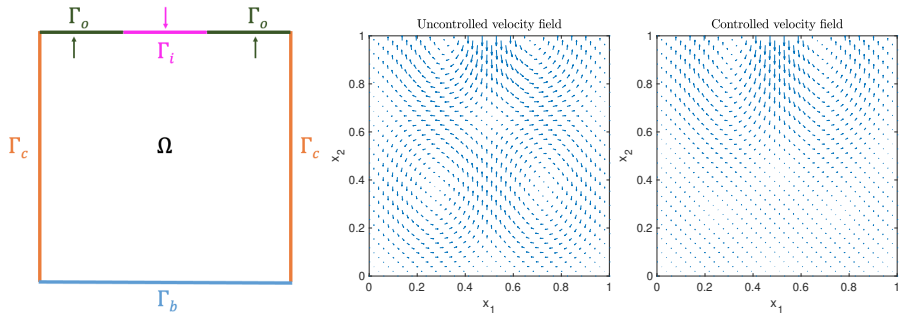 Γo Γo
Γi
Γc Ω Γc
Γb
Uncontrolled velocity field
1
0.8
0.6
x2
0.4
0.2
0
0 0.2 0.4 0.6 0.8 1
x1
Controlled velocity field
1
0.8
0.6
x2
0.4
0.2
0
0 0.2 0.4 0.6 0.8 1
x1